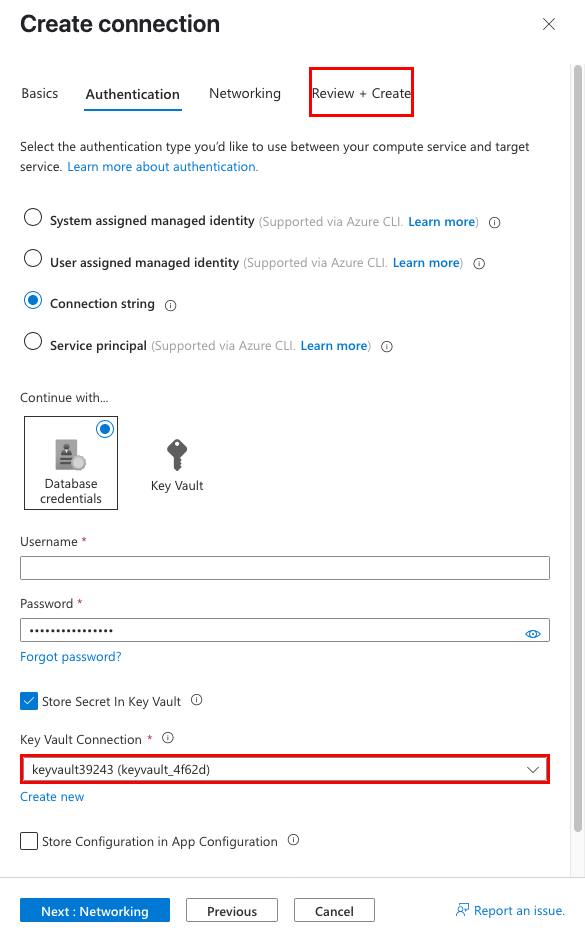 Create connection
Basics
Authentication
Networking
Review + Create
Select the authentication type you'd like to use between your compute service and target
service. Learn more about authentication.
System assigned managed identity (Supported via Azure CLI. Learn more)
User assigned managed identity (Supported via Azure CLI. Learn more)
Connection string
Service principal (Supported via Azure CLI. Learn more)
Continue with...
Database
credentials
Key Vault
Username *
Password *
••••••••••••••••
Forgot password?
Store Secret In Key Vault
Key Vault Connection *
keyvault39243 (keyvault_4f62d)
Create new
Store Configuration in App Configuration
Next : Networking
Previous
Cancel
Report an issue.